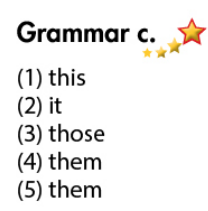 Grammar c.
(1) this
(2) it
(3) those
(4) them
(5) them